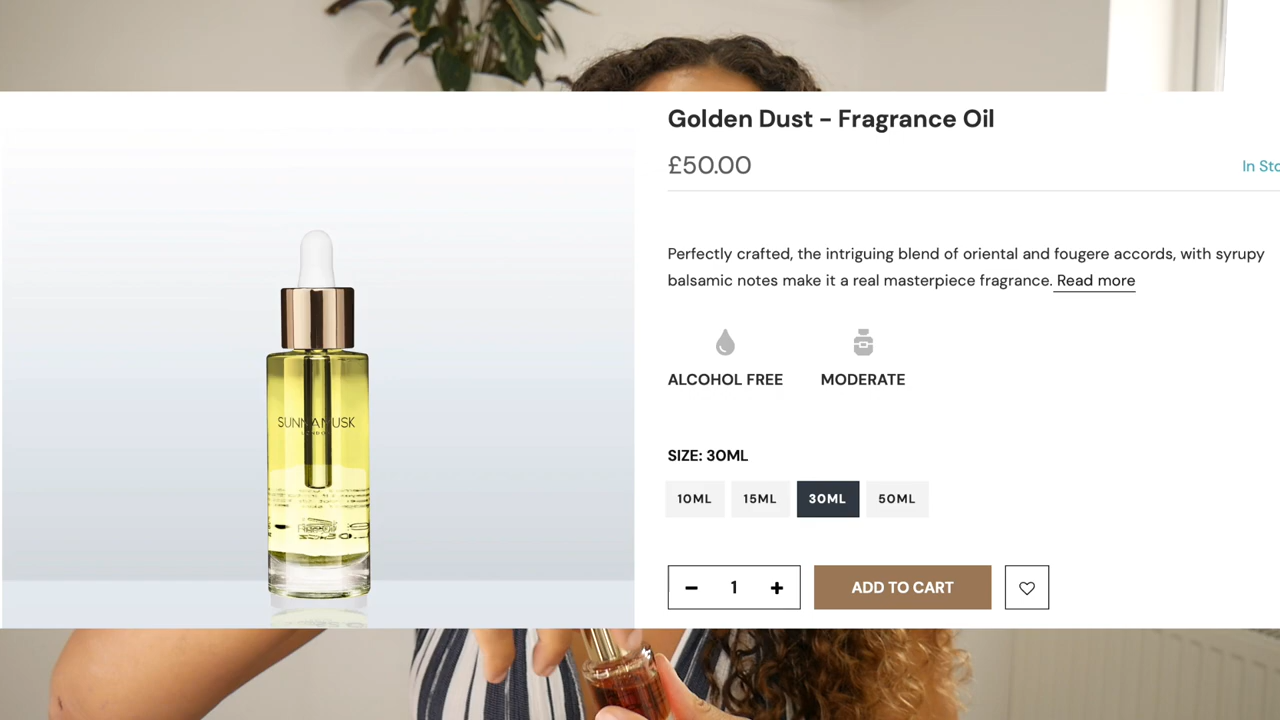 Golden Dust – Fragrance Oil
£50.00
In Sto
Perfectly crafted, the intriguing blend of oriental and fougere accords, with syrupy
balsamic notes make it a real masterpiece fragrance. Read more
ALCOHOL FREE
MODERATE
SUNNAMUSK
LONDON
SIZE: 30ML
10ML
15ML
30ML
50ML
1
ADD TO CART